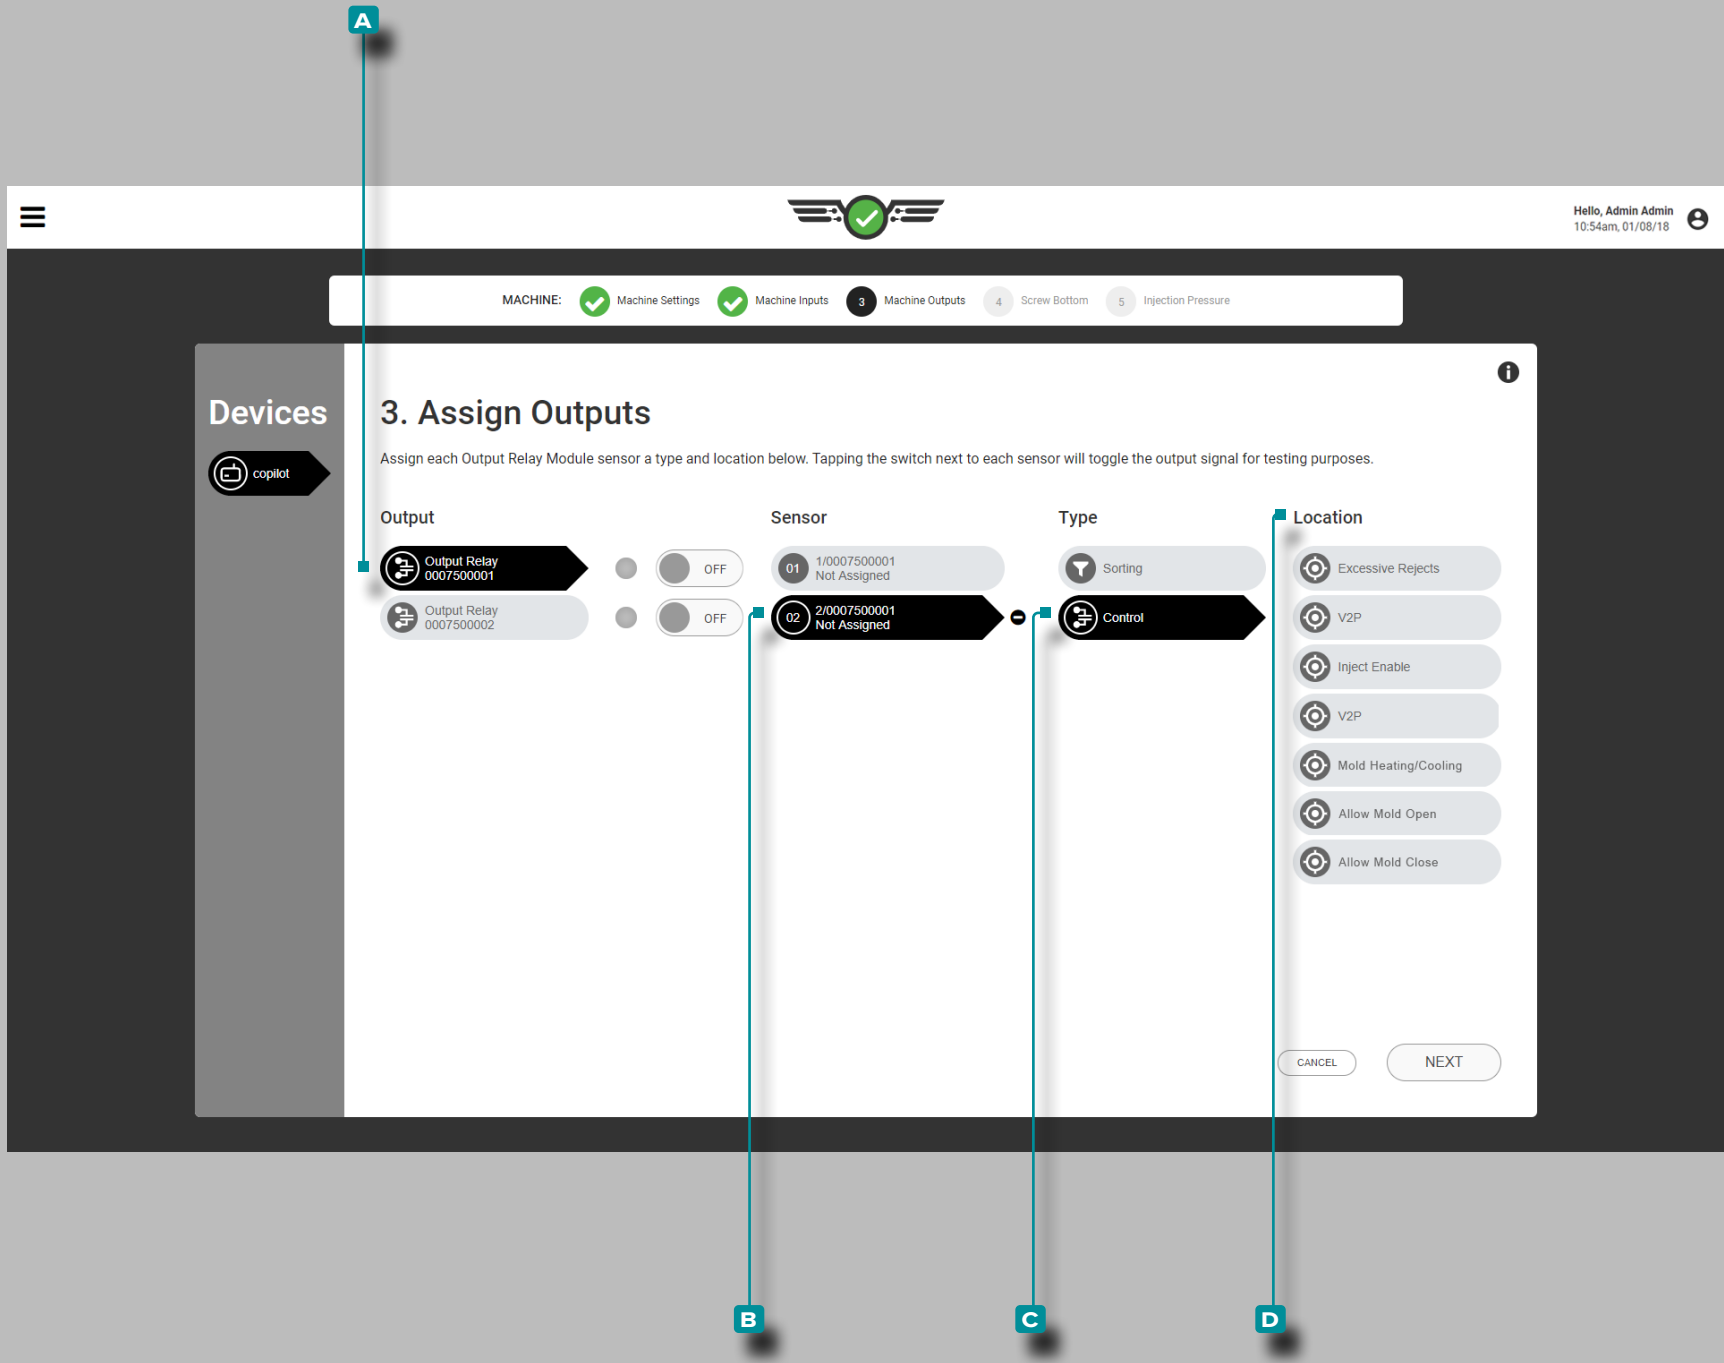 A
Hello, Admin Admin
10:54am, 01/08/18
MACHINE: Machine Settings Machine Inputs 3 Machine Outputs 4 Screw Bottom 5 Injection Pressure
Devices
copilot
3. Assign Outputs
Assign each Output Relay Module sensor a type and location below. Tapping the switch next to each sensor will toggle the output signal for testing purposes.
Output
Output Relay
0007500001
OFF
Output Relay
0007500002
OFF
Sensor
01 1/0007500001
Not Assigned
02 2/0007500001
Not Assigned
Type
Sorting
Control
Location
Excessive Rejects
V2P
Inject Enable
V2P
Mold Heating/Cooling
Allow Mold Open
Allow Mold Close
CANCEL
NEXT
B
C
D